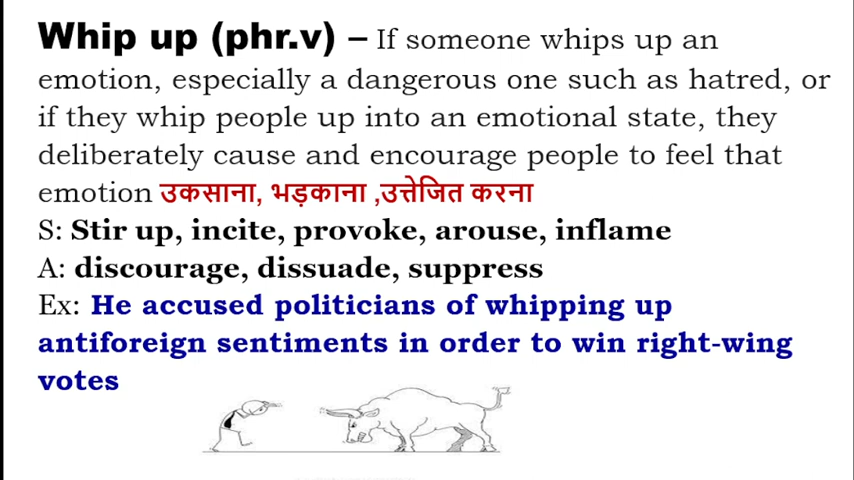 Whip up (phr.v) – If someone whips up an
emotion, especially a dangerous one such as hatred, or
if they whip people up into an emotional state, they
deliberately cause and encourage people to feel that
emotion उकसाना, भड़काना ,उत्तेजित करना
S: Stir up, incite, provoke, arouse, inflame
A: discourage, dissuade, suppress
Ex: He accused politicians of whipping up
antiforeign sentiments in order to win right-wing
votes